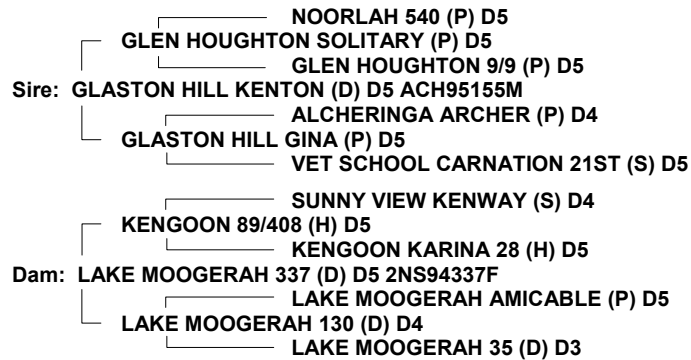 NOORLAH 540 (P) D5
GLEN HOUGHTON SOLITARY (P) D5
GLEN HOUGHTON 9/9 (P) D5
Sire: GLASTON HILL KENTON (D) D5 ACH95155M
ALCHERINGA ARCHER (P) D4
GLASTON HILL GINA (P) D5
VET SCHOOL CARNATION 21ST (S) D5
SUNNY VIEW KENWAY (S) D4
KENGOON 89/408 (H) D5
KENGOON KARINA 28 (H) D5
Dam: LAKE MOOGERAH 337 (D) D5 2NS94337F
LAKE MOOGERAH AMICABLE (P) D5
LAKE MOOGERAH 130 (D) D4
LAKE MOOGERAH 35 (D) D3